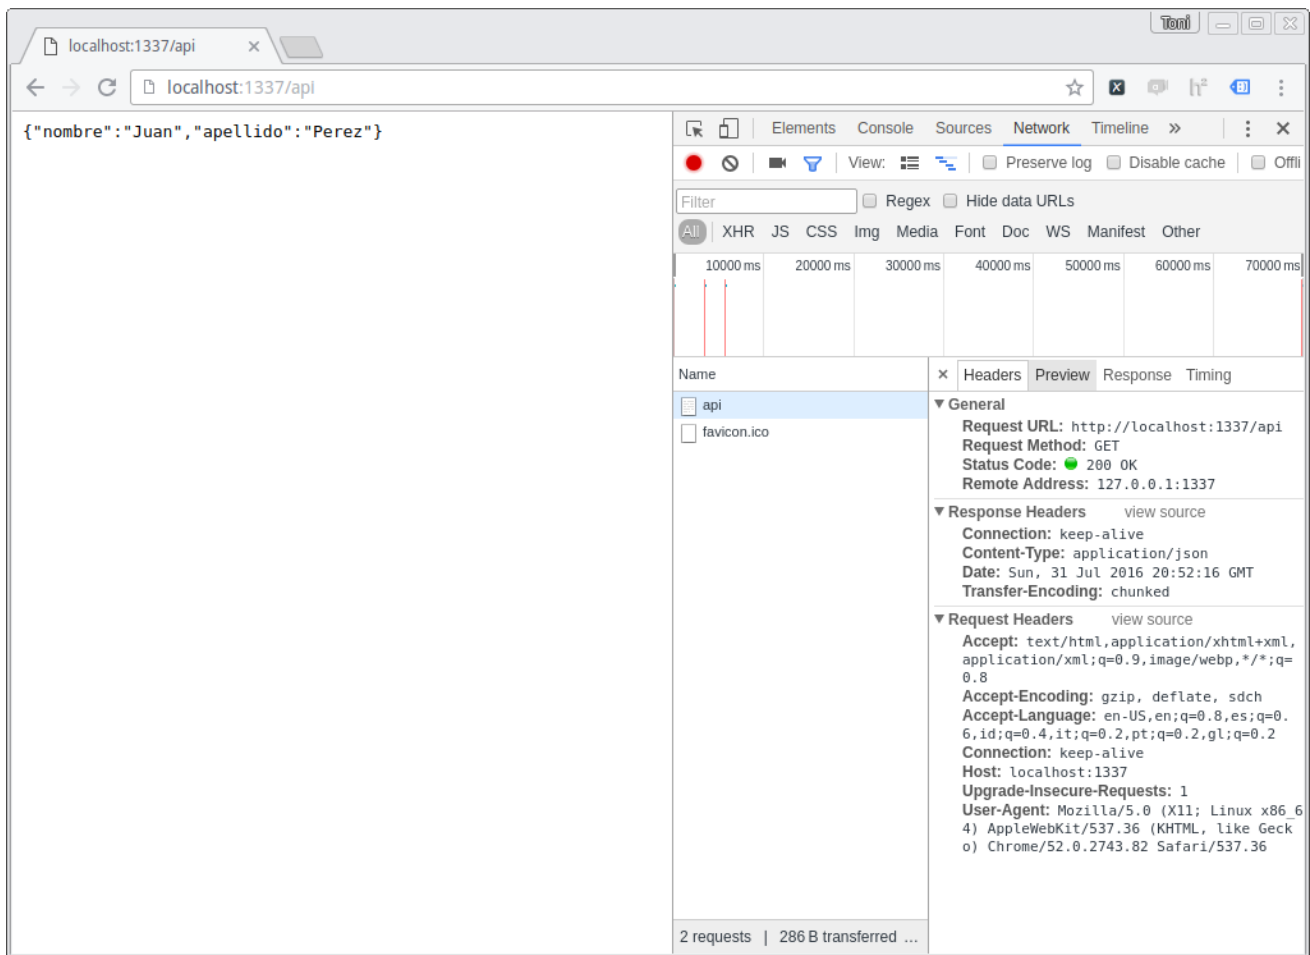 Toni
localhost:1337/api
localhost:1337/api
{"nombre":"Juan","apellido":"Perez"}
Elements Console Sources Network Timeline »
View: Preserve log Disable cache Offli
Filter Regex Hide data URLs
All XHR JS CSS Img Media Font Doc WS Manifest Other
10000 ms 20000 ms 30000 ms 40000 ms 50000 ms 60000 ms 70000 ms
Name
api
favicon.ico
2 requests | 286 B transferred ...
× Headers Preview Response Timing
General
Request URL: http://localhost:1337/api
Request Method: GET
Status Code: 200 OK
Remote Address: 127.0.0.1:1337
Response Headers view source
Connection: keep-alive
Content-Type: application/json
Date: Sun, 31 Jul 2016 20:52:16 GMT
Transfer-Encoding: chunked
Request Headers view source
Accept: text/html,application/xhtml+xml,
application/xml;q=0.9,image/webp,*/*;q=
0.8
Accept-Encoding: gzip, deflate, sdch
Accept-Language: en-US,en;q=0.8,es;q=0.
6,id;q=0.4,it;q=0.2,pt;q=0.2,gl;q=0.2
Connection: keep-alive
Host: localhost:1337
Upgrade-Insecure-Requests: 1
User-Agent: Mozilla/5.0 (X11; Linux x86_6
4) AppleWebKit/537.36 (KHTML, like Geck
o) Chrome/52.0.2743.82 Safari/537.36